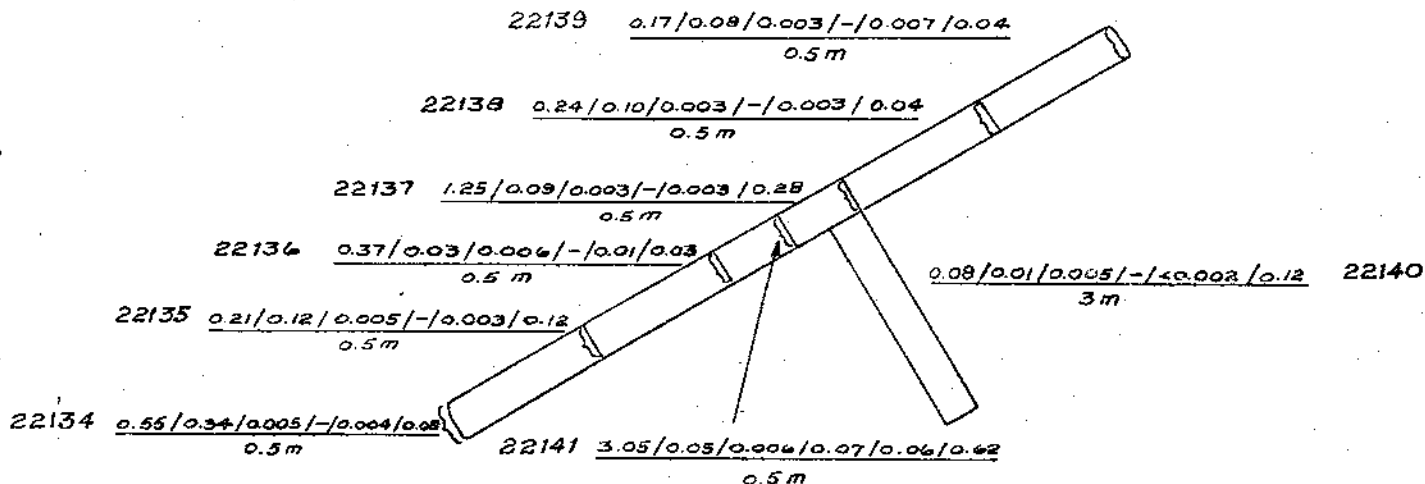 22139 0.17/0.08/0.003/-/0.007/0.04
0.5 m
22138 0.24/0.10/0.003/-/0.003/0.04
0.5 m
22137 1.25/0.09/0.003/-/0.003/0.28
0.5 m
22136 0.37/0.03/0.006/-/0.01/0.03
0.5 m
0.08/0.01/0.005/-/<0.002/0.12 22140
3 m
22135 0.21/0.12/0.005/-/0.003/0.12
0.5 m
22134 0.55/0.34/0.005/-/0.004/0.08
0.5 m
22141 3.05/0.05/0.006/0.07/0.06/0.62
0.5 m